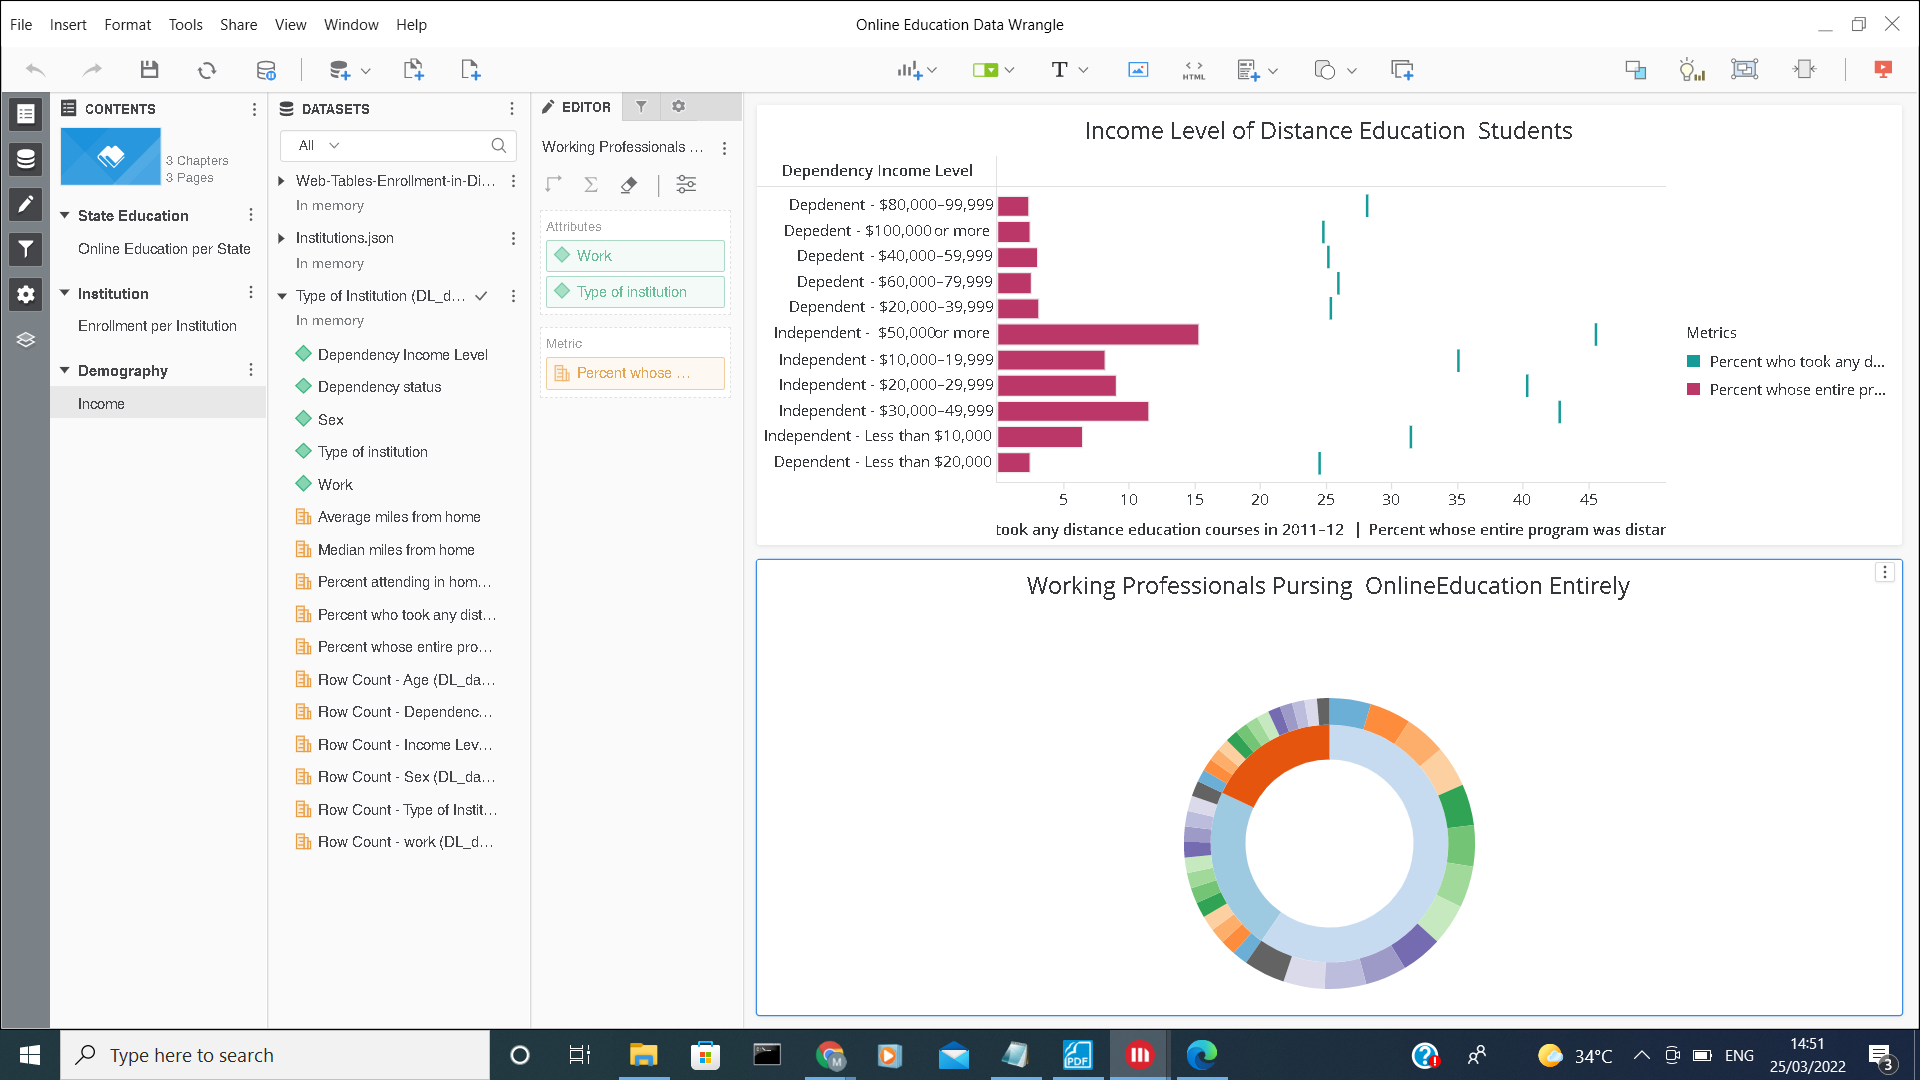 File Insert Format Tools Share View Window Help
Online Education Data Wrangle
HTML
CONTENTS
3 Chapters
3 Pages
State Education
Online Education per State
Institution
Enrollment per Institution
Demography
Income
DATASETS
All
Web-Tables-Enrollment-in-Di...
In memory
Institutions.json
In memory
Type of Institution (DL_d...
In memory
Dependency Income Level
Dependency status
Sex
Type of institution
Work
Average miles from home
Median miles from home
Percent attending in hom...
Percent who took any dist...
Percent whose entire pro...
Row Count - Age (DL_da...
Row Count - Dependenc...
Row Count - Income Lev...
Row Count - Sex (DL_da...
Row Count - Type of Instit...
Row Count - work (DL_d...
EDITOR
Working Professionals ...
Attributes
Work
Type of institution
Metric
Percent whose ...
Income Level of Distance Education  Students
Dependency Income Level
Depdenent - $80,000–99,999
Depedent - $100,000 or more
Depedent - $40,000–59,999
Depedent - $60,000–79,999
Dependent - $20,000–39,999
Independent -  $50,000or more
Independent - $10,000–19,999
Independent - $20,000–29,999
Independent - $30,000–49,999
Independent - Less than $10,000
Dependent - Less than $20,000
5 10 15 20 25 30 35 40 45
took any distance education courses in 2011–12 | Percent whose entire program was distar
Metrics
Percent who took any d...
Percent whose entire pr...
Working Professionals Pursing  OnlineEducation Entirely
Type here to search
M
PDF
34°C
ENG
14:51
25/03/2022
3